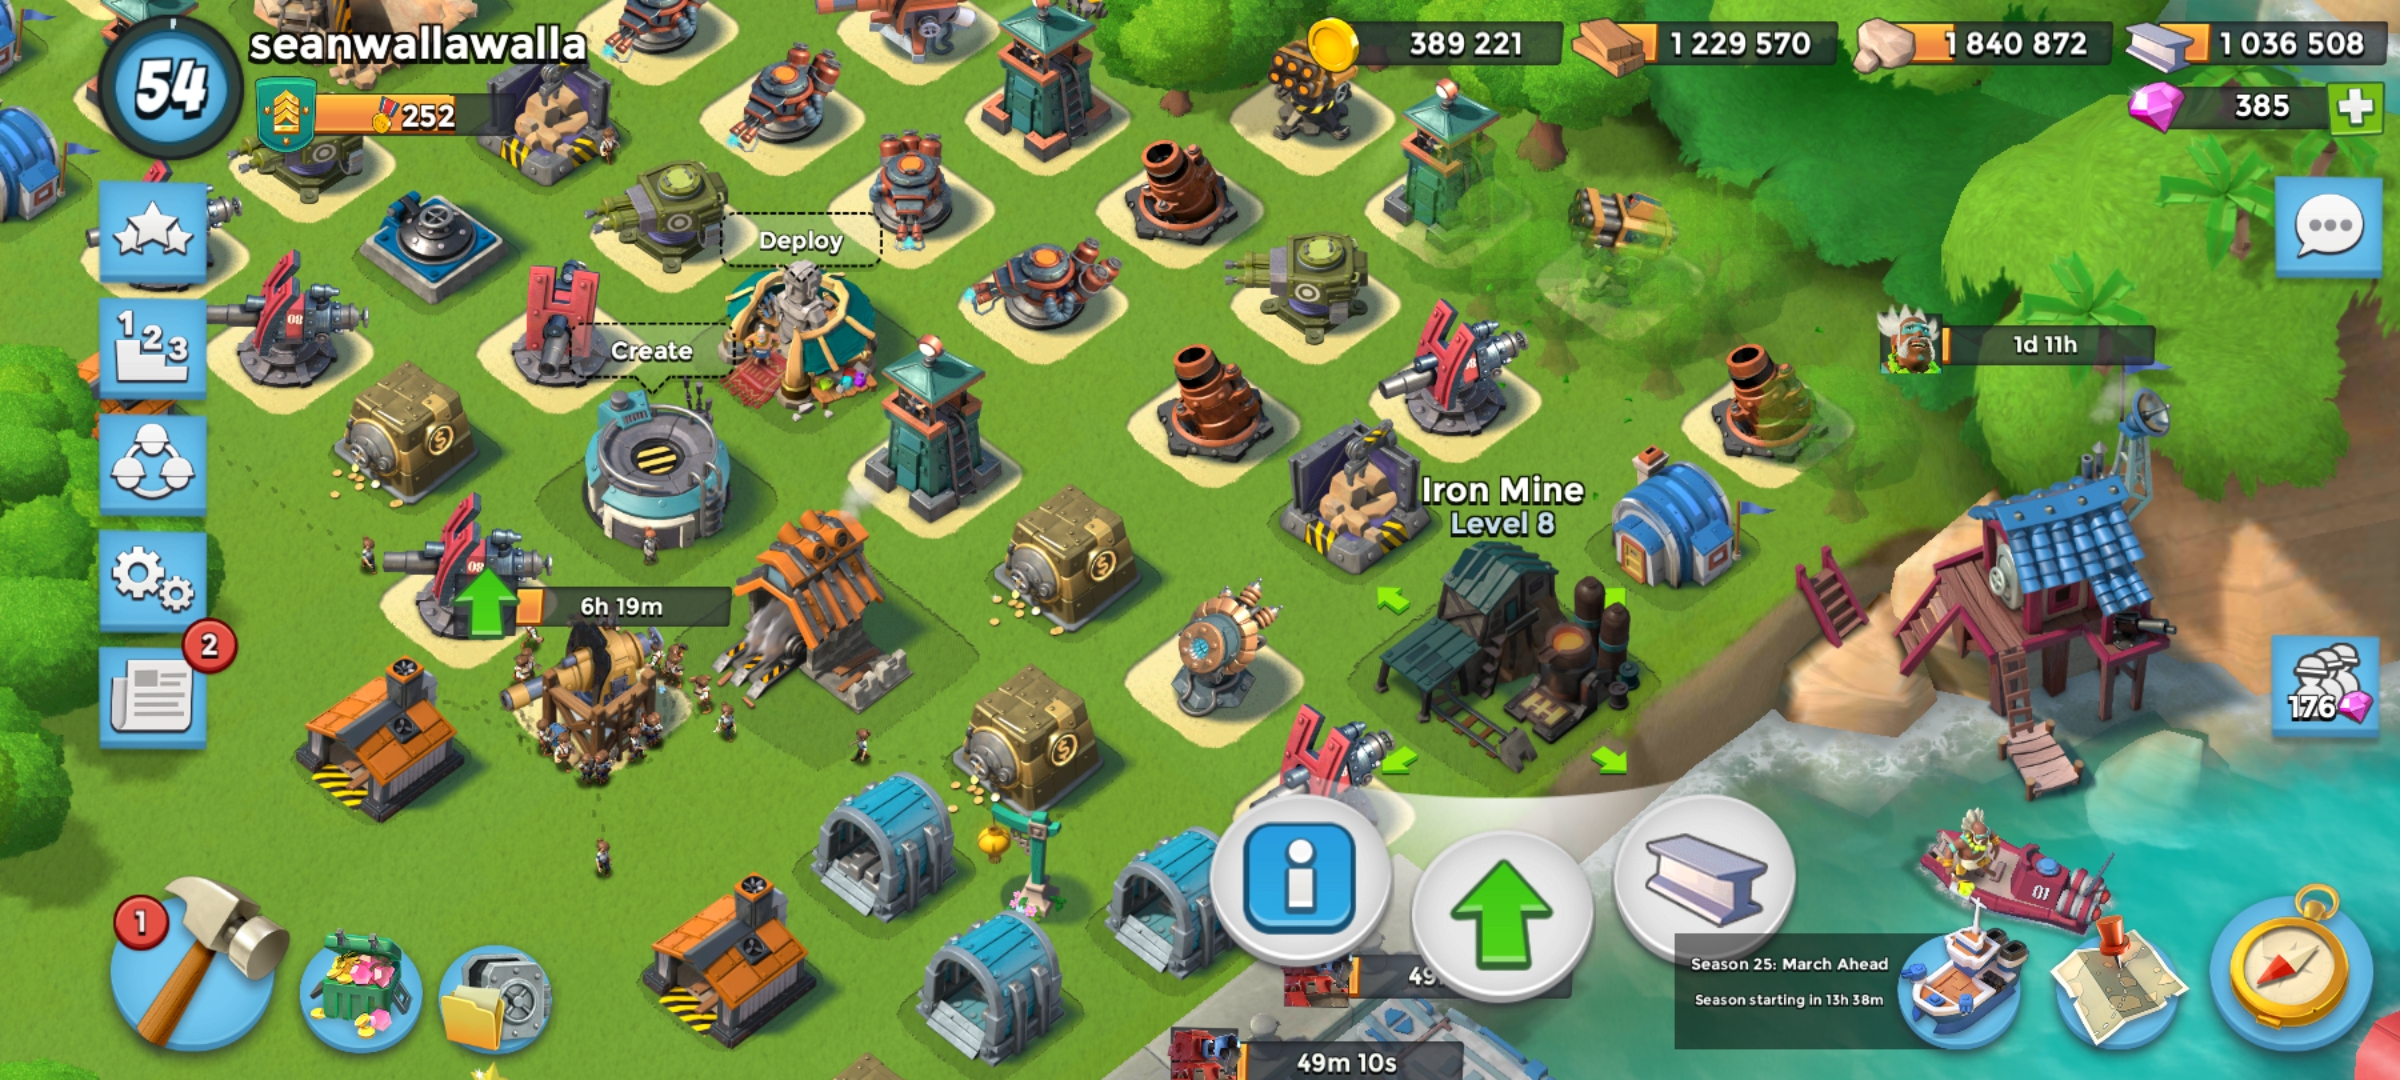 54
seanwallawalla
252
389 221
1 229 570
1 840 872
1 036 508
385
Deploy
Create
1d 11h
Iron Mine
Level 8
6h 19m
2
176
1
49
Season 25: March Ahead
Season starting in 13h 38m
49m 10s
01